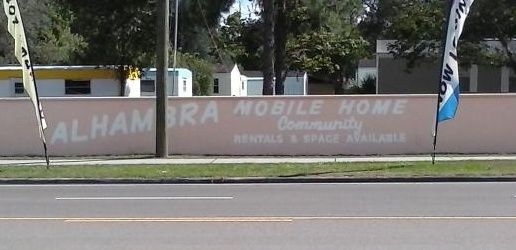 ALHAMBRA MOBILE HOME
Community
RENTALS & SPACE AVAILABLE